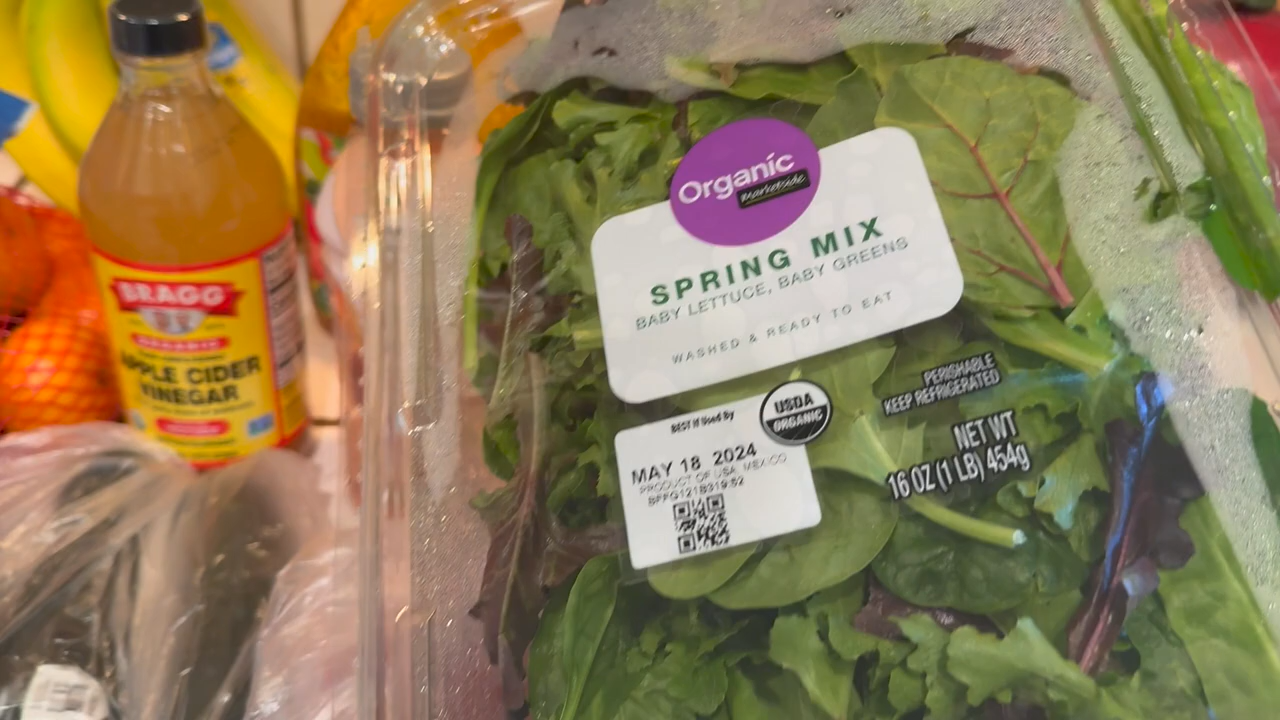 BRAGG
ORGANIC
APPLE CIDER
VINEGAR
Organic
Marketside
SPRING MIX
BABY LETTUCE, BABY GREENS
WASHED & READY TO EAT
BEST If Used By
MAY 18 2024
PRODUCT OF USA, MEXICO
USDA
ORGANIC
PERISHABLE
KEEP REFRIGERATED
NET WT
16 OZ (1 LB) 454g